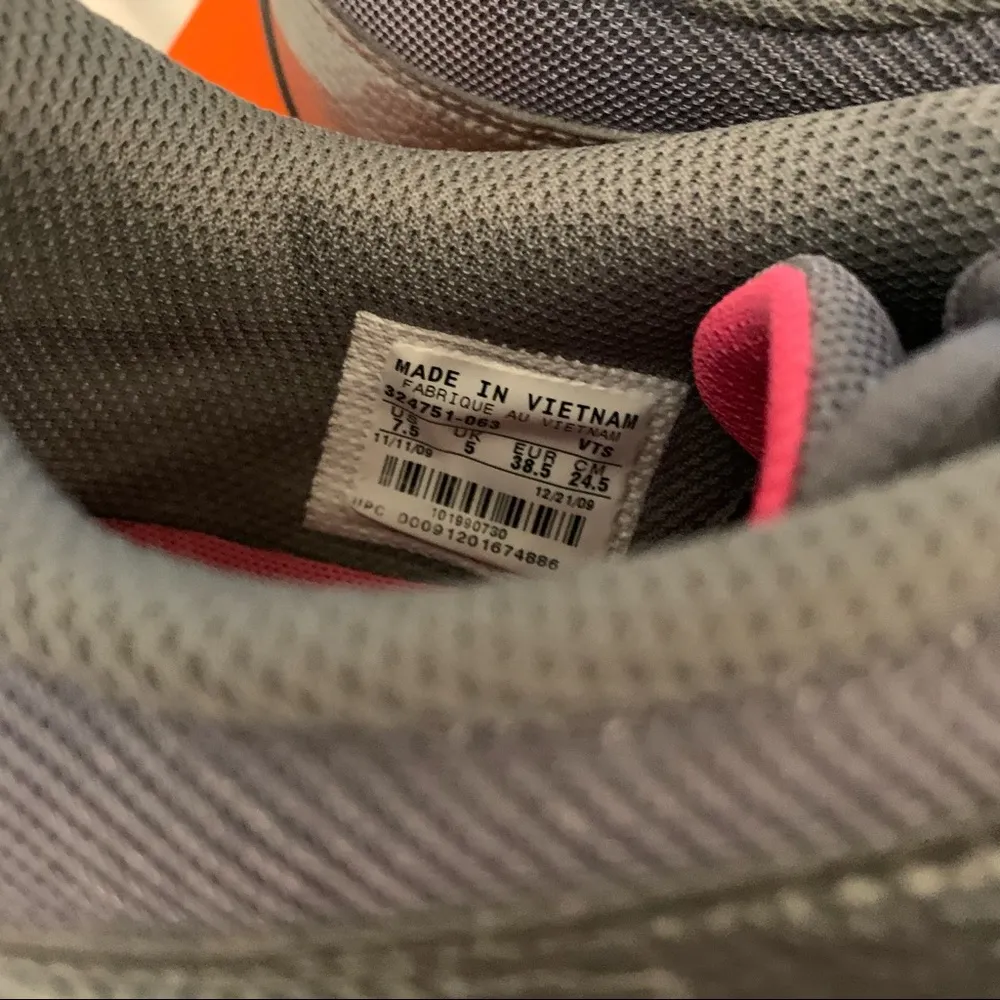 MADE IN VIETNAM
FABRIQUE AU VIETNAM
324751-063 VTS
US UK EUR CM
7.5 5 38.5 24.5
11/11/09 12/21/09
101990730
UPC 00091201674886